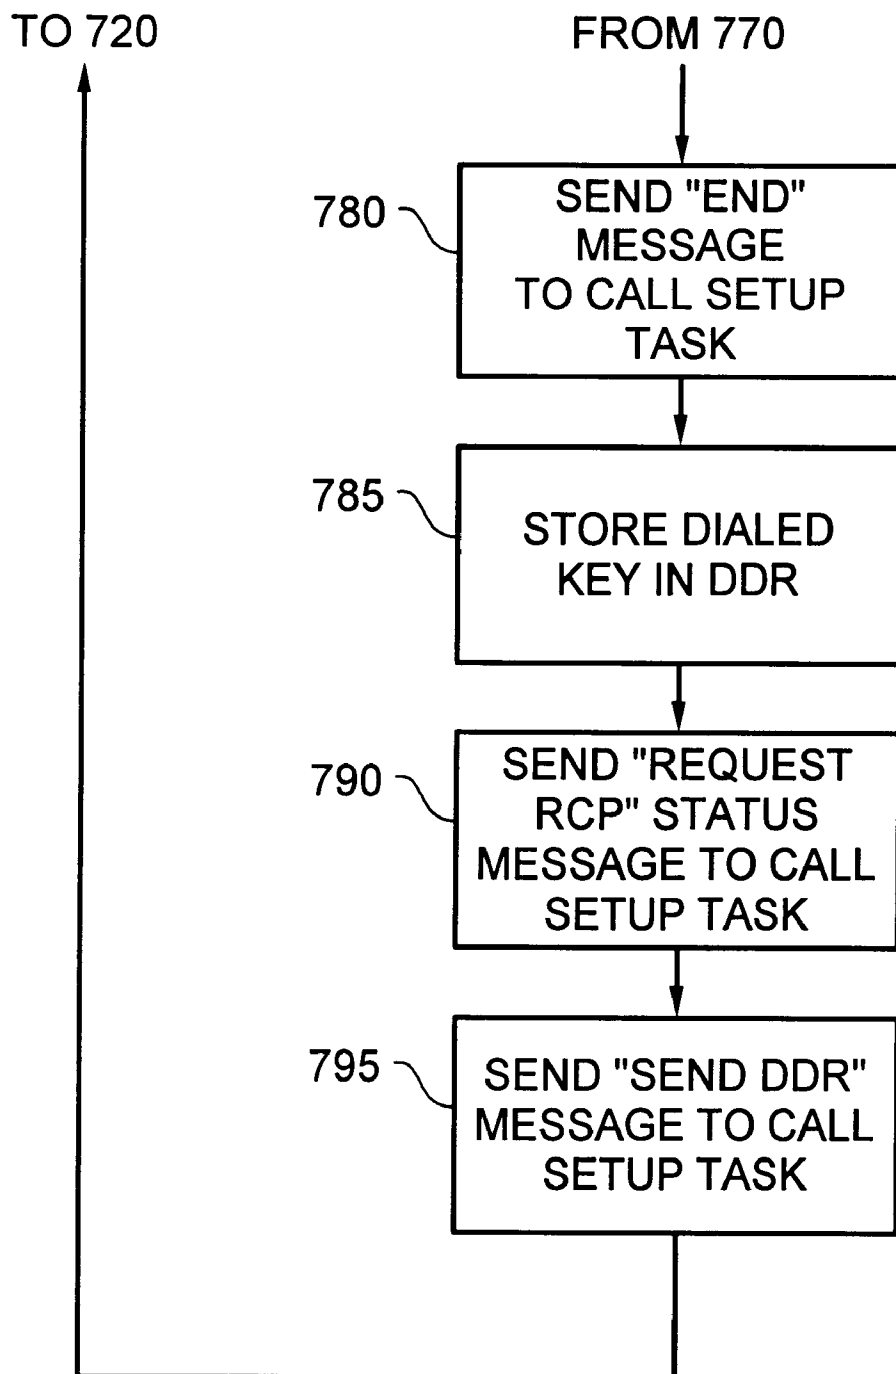 TO 720
FROM 770
780
SEND "END"
MESSAGE
TO CALL SETUP
TASK
785
STORE DIALED
KEY IN DDR
790
SEND "REQUEST
RCP" STATUS
MESSAGE TO CALL
SETUP TASK
795
SEND "SEND DDR"
MESSAGE TO CALL
SETUP TASK